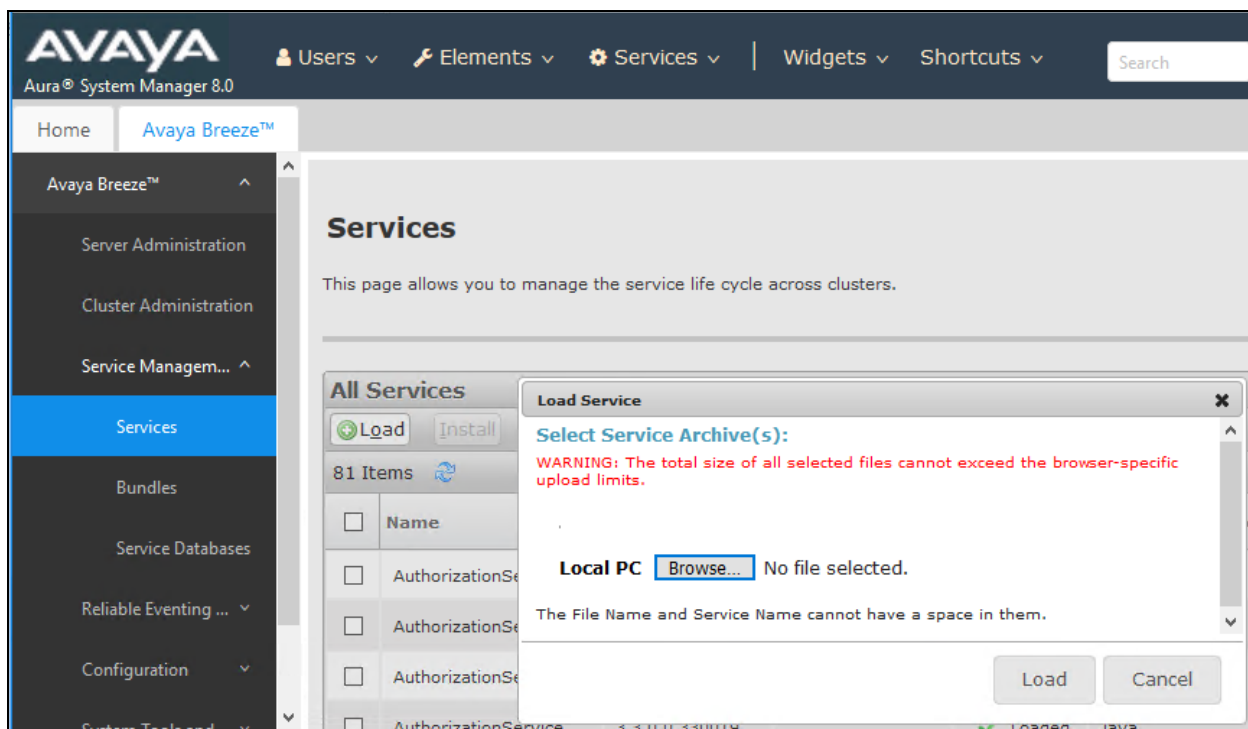 AVAYA
Aura® System Manager 8.0
Users Elements Services Widgets Shortcuts Search
Home Avaya Breeze™
Avaya Breeze™
Server Administration
Cluster Administration
Service Managem...
Services
Bundles
Service Databases
Reliable Eventing ...
Configuration
Services
This page allows you to manage the service life cycle across clusters.
All Services
Load Install
81 Items
Name
AuthorizationSe
AuthorizationSe
AuthorizationSe
Load Service
Select Service Archive(s):
WARNING: The total size of all selected files cannot exceed the browser-specific
upload limits.
Local PC Browse... No file selected.
The File Name and Service Name cannot have a space in them.
Load Cancel
AuthorizationService Loaded Java